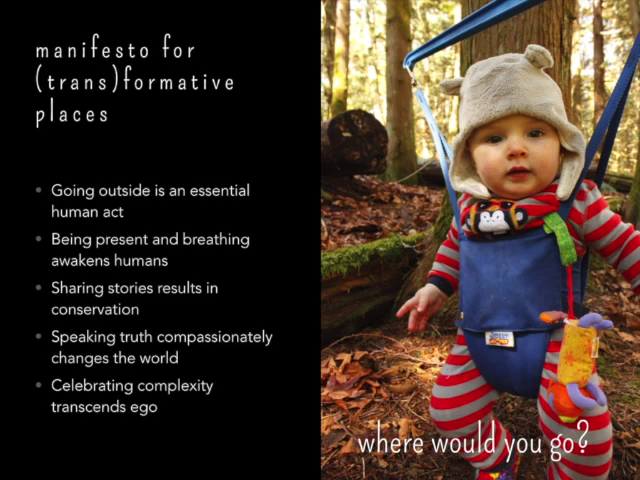 manifesto for
(trans)formative
places
• Going outside is an essential
human act
• Being present and breathing
awakens humans
• Sharing stories results in
conservation
• Speaking truth compassionately
changes the world
• Celebrating complexity
transcends ego
where would you go?